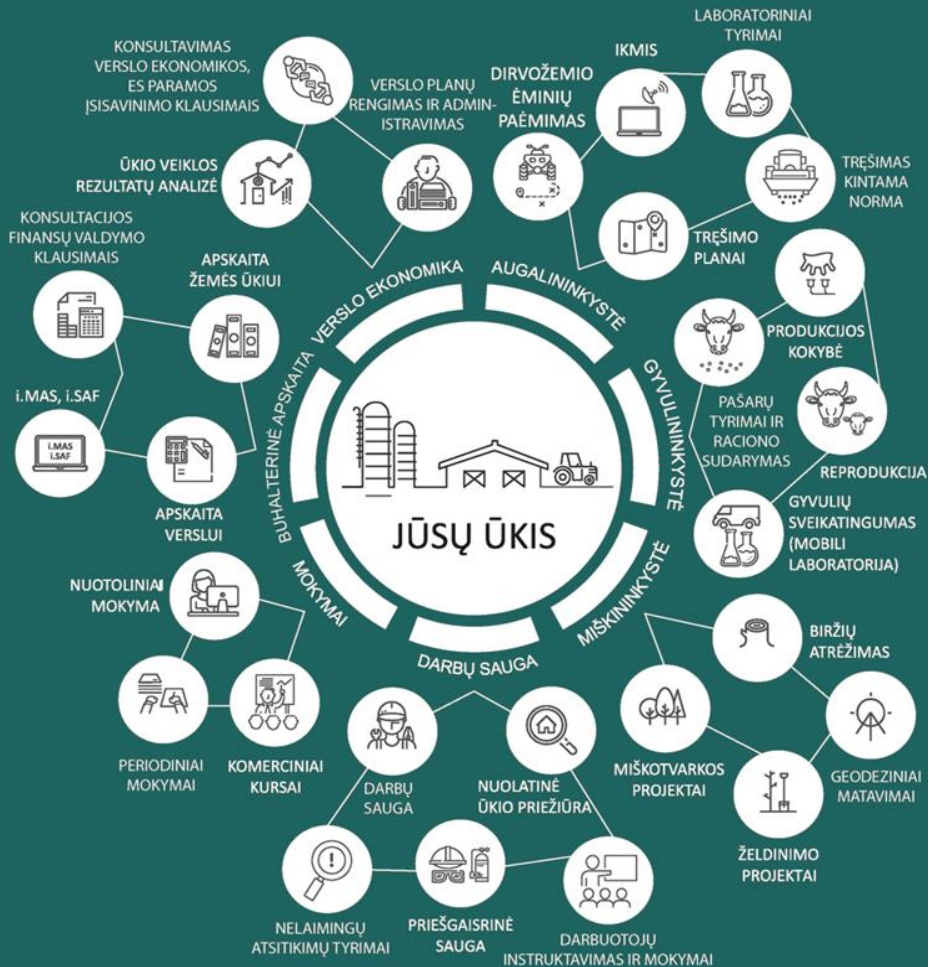 KONSULTAVIMAS
VERSLO EKONOMIKOS,
ES PARAMOS
ĮSISAVINIMO KLAUSIMAIS
VERSLO PLANŲ
RENGIMAS IR ADMIN-
ISTRAVIMAS
ŪKIO VEIKLOS
REZULTATŲ ANALIZĖ
VERSLO EKONOMIKA
DIRVOŽEMIO
ĖMINIŲ
PAĖMIMAS
IKMIS
LABORATORINIAI
TYRIMAI
TRĘŠIMAS
KINTAMA
NORMA
TRĘŠIMO
PLANAI
AUGALININKYSTĖ
KONSULTACIJOS
FINANSŲ VALDYMO
KLAUSIMAIS
APSKAITA
ŽEMĖS ŪKIUI
i.MAS, i.SAF
i.MAS
i.SAF
APSKAITA
VERSLUI
BUHALTERINĖ APSKAITA
PRODUKCIJOS
KOKYBĖ
PAŠARŲ
TYRIMAI IR
RACIONO
SUDARYMAS
REPRODUKCIJA
GYVULIŲ
SVEIKATINGUMAS
(MOBILI
LABORATORIJA)
GYVULININKYSTĖ
JŪSŲ ŪKIS
NUOTOLINIAI
MOKYMA
PERIODINIAI
MOKYMAI
KOMERCINIAI
KURSAI
MOKYMAI
DARBŲ SAUGA
DARBŲ
SAUGA
NUOLATINĖ
ŪKIO PRIEŽIŪRA
NELAIMINGŲ
ATSITIKIMŲ TYRIMAI
PRIEŠGAISRINĖ
SAUGA
DARBUOTOJŲ
INSTRUKTAVIMAS IR MOKYMAI
MIŠKININKYSTĖ
BIRŽIŲ
ATRĖŽIMAS
MIŠKOTVARKOS
PROJEKTAI
GEODEZINIAI
MATAVIMAI
ŽELDINIMO
PROJEKTAI